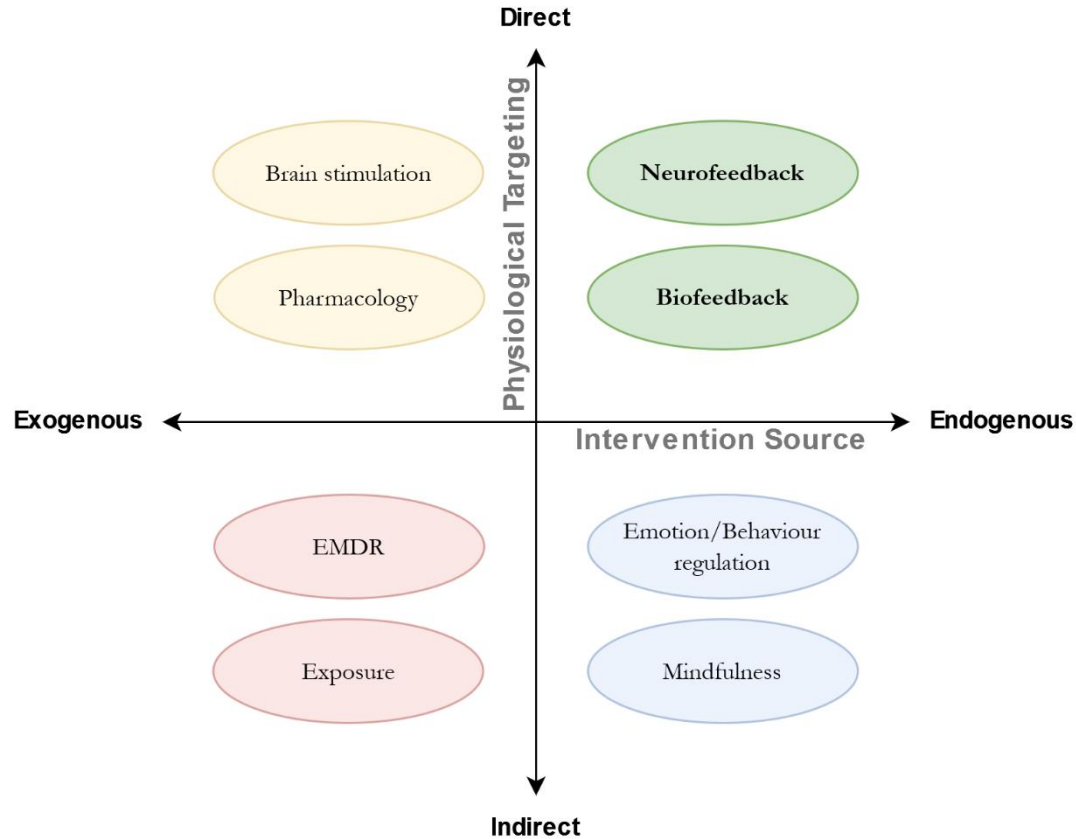 Direct
Physiological Targeting
Brain stimulation
Neurofeedback
Pharmacology
Biofeedback
Exogenous
Endogenous
Intervention Source
EMDR
Emotion/Behaviour
regulation
Exposure
Mindfulness
Indirect